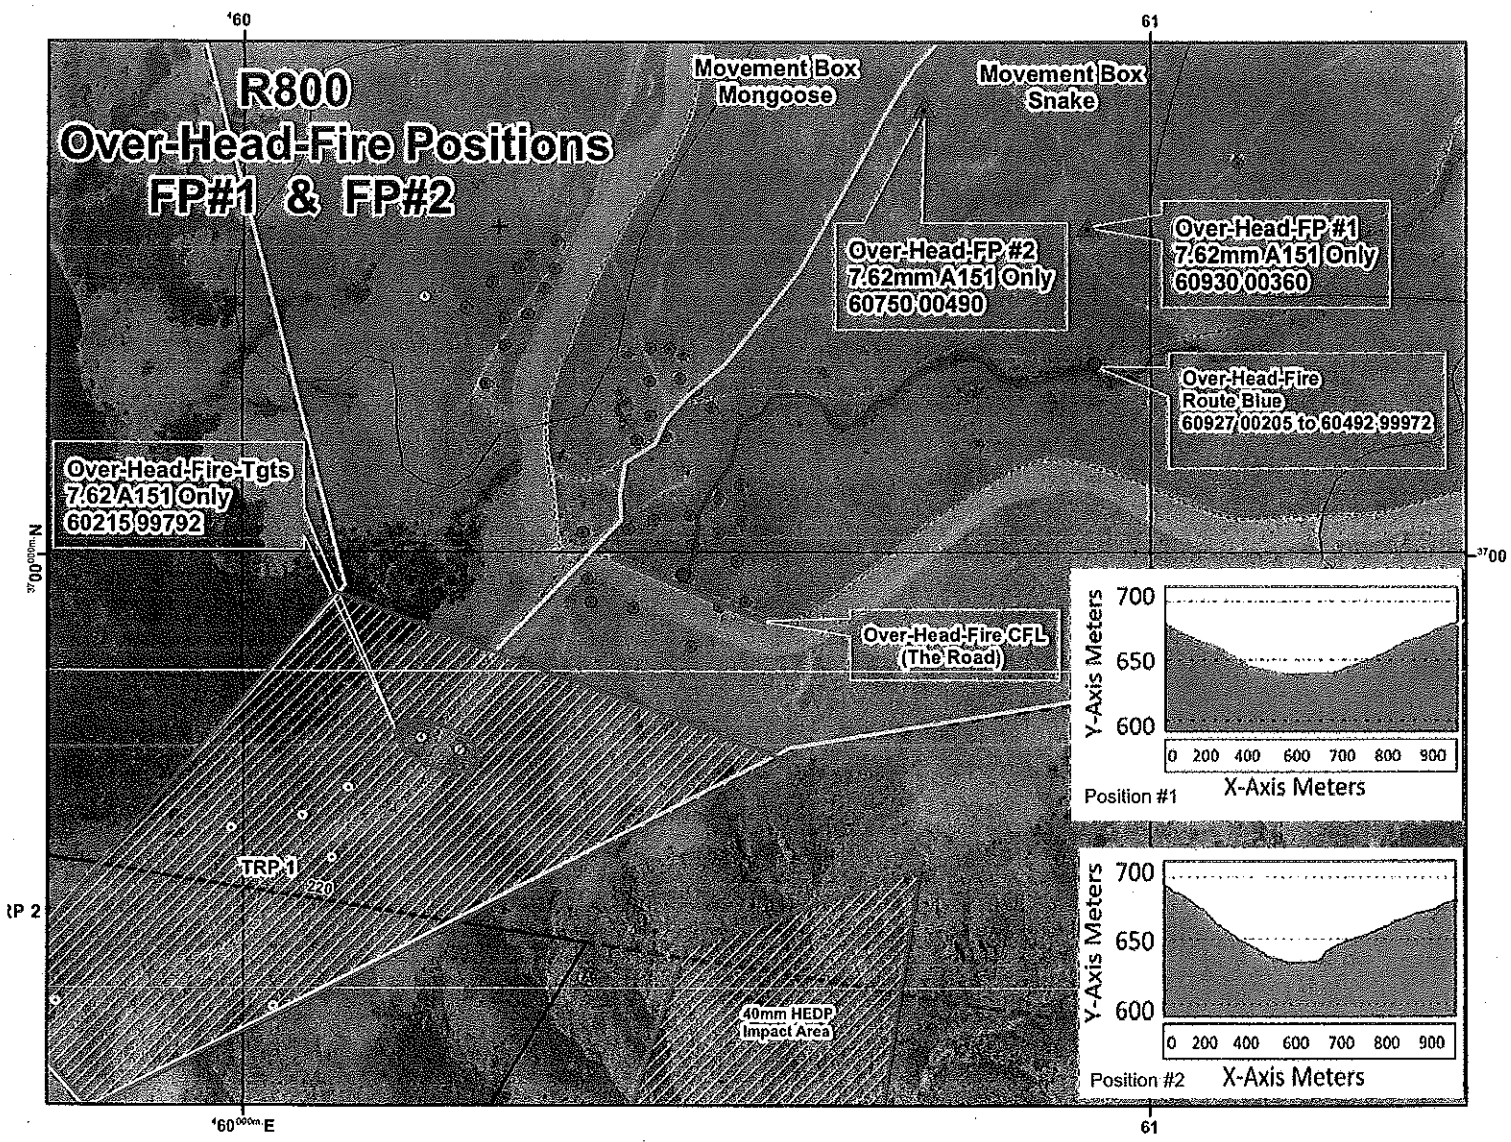 ⁴60
61
R800
Over-Head-Fire Positions
FP#1 & FP#2
Movement Box
Mongoose
Movement Box
Snake
Over-Head-FP #2
7.62mm A151 Only
60750 00490
Over-Head-FP #1
7.62mm A151 Only
60930 00360
Over-Head-Fire
Route Blue
60927 00205 to 60492 99972
Over-Head-Fire-Tgts
7.62 A151 Only
60215 99792
³⁷00⁰⁰⁰ᵐ·N
³⁷00
Over-Head-Fire CFL
(The Road)
700
650
600
Y-Axis Meters
0 200 400 600 700 800 900
X-Axis Meters
Position #1
TRP 1
220
RP 2
700
650
600
Y-Axis Meters
0 200 400 600 700 800 900
X-Axis Meters
Position #2
40mm HEDP
Impact Area
⁴60⁰⁰⁰ᵐ·E
61